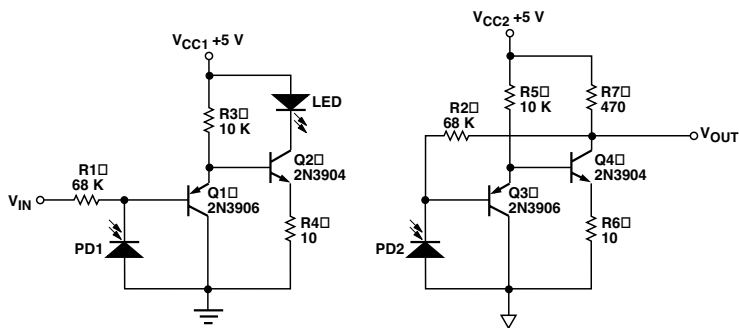 VCC1 +5 V
LED
R3□
10 K
Q2□
2N3904
R1□
68 K
VIN
Q1□
2N3906
R4□
10
PD1
VCC2 +5 V
R5□
10 K
R7□
470
R2□
68 K
VOUT
Q4□
2N3904
Q3□
2N3906
R6□
10
PD2